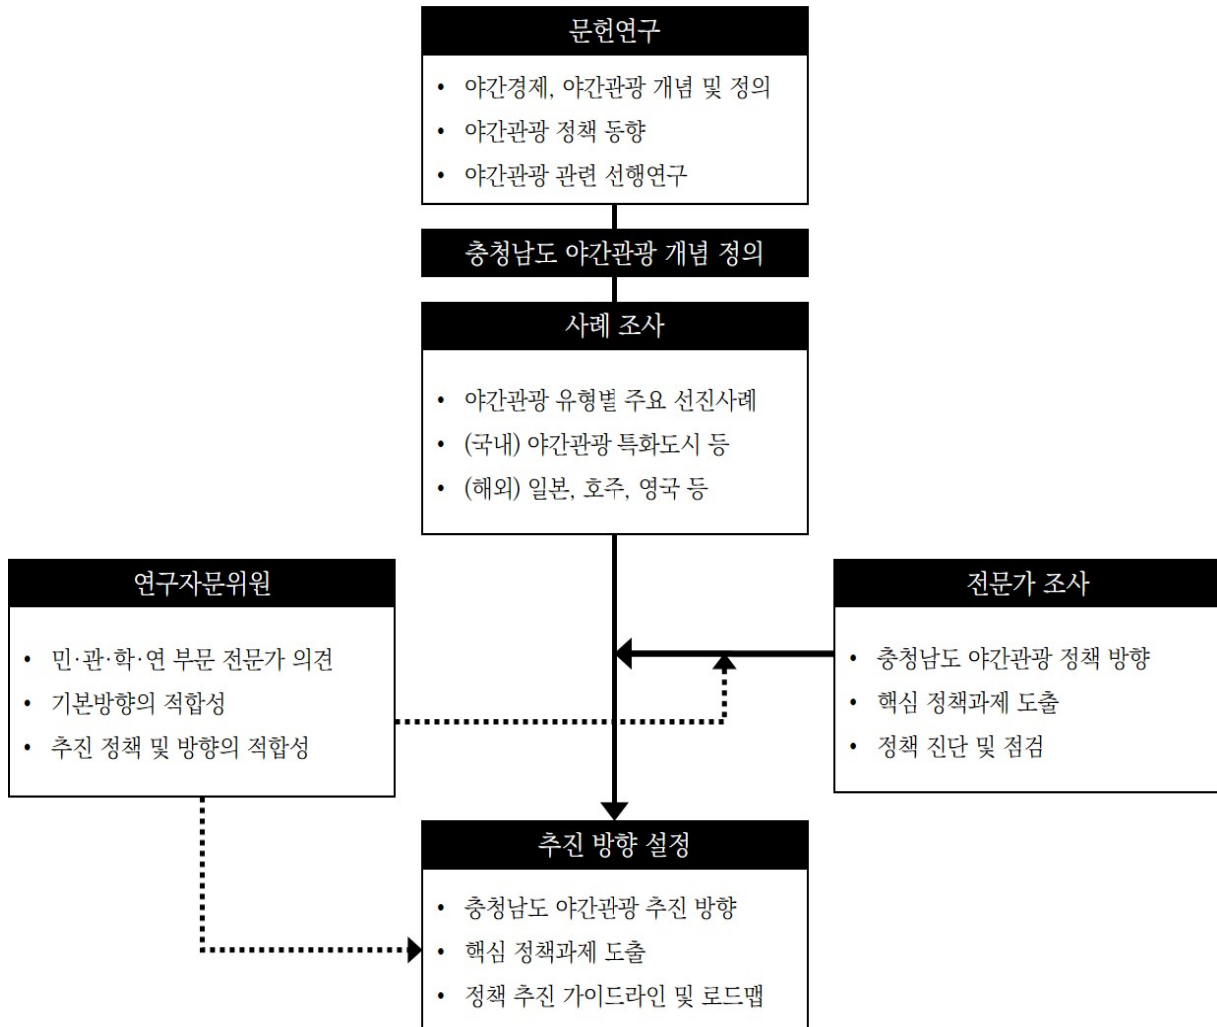 문헌연구
• 야간경제, 야간관광 개념 및 정의
• 야간관광 정책 동향
• 야간관광 관련 선행연구
충청남도 야간관광 개념 정의
사례 조사
• 야간관광 유형별 주요 선진사례
• (국내) 야간관광 특화도시 등
• (해외) 일본, 호주, 영국 등
연구자문위원
• 민·관·학·연 부문 전문가 의견
• 기본방향의 적합성
• 추진 정책 및 방향의 적합성
전문가 조사
• 충청남도 야간관광 정책 방향
• 핵심 정책과제 도출
• 정책 진단 및 점검
추진 방향 설정
• 충청남도 야간관광 추진 방향
• 핵심 정책과제 도출
• 정책 추진 가이드라인 및 로드맵